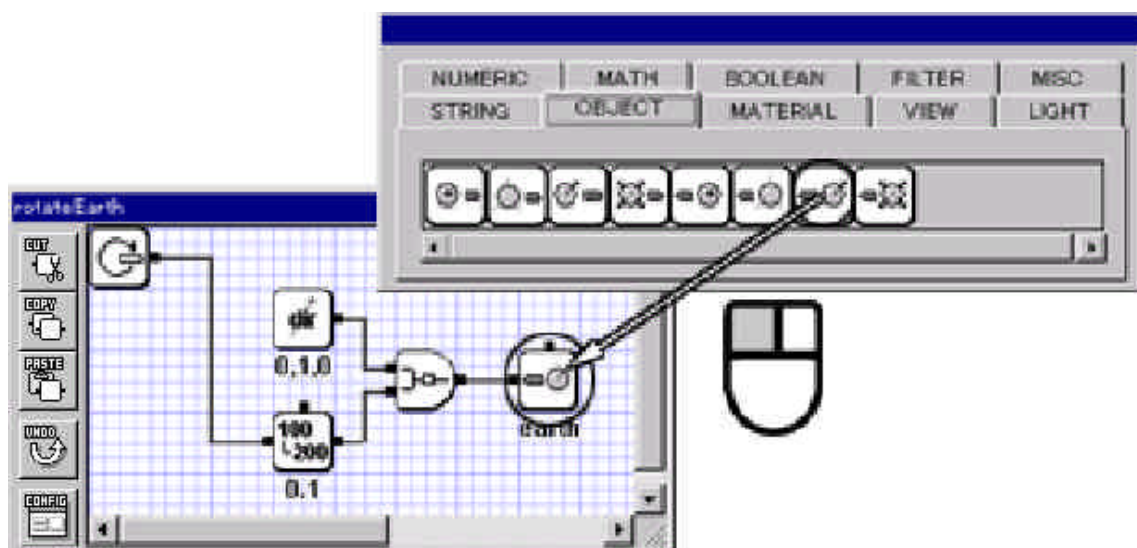 NUMERIC MATH BOOLEAN FILTER MISC
STRING OBJECT MATERIAL VIEW LIGHT
rotateEarth
CUT
COPY
PASTE
UNDO
CONFIG
dir
0,1,0
100
200
0.1
earth